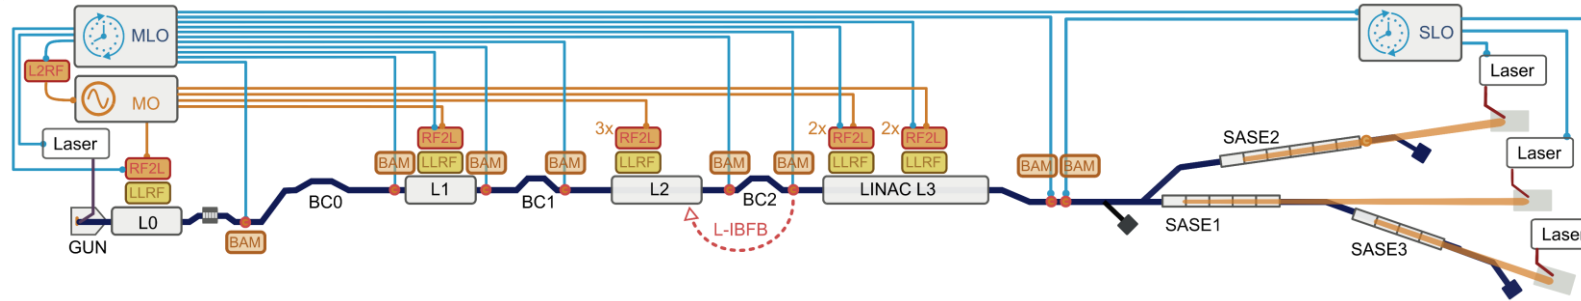 MLO
SLO
L2RF
MO
Laser
Laser
RF2L
LLRF
RF2L
LLRF
3x RF2L
LLRF
2x RF2L
LLRF
2x RF2L
LLRF
BAM
BAM
BAM
BAM
BAM
BAM
BAM
BAM
GUN
L0
BC0
L1
BC1
L2
BC2
LINAC L3
L-IBFB
SASE2
SASE1
SASE3
Laser
Laser